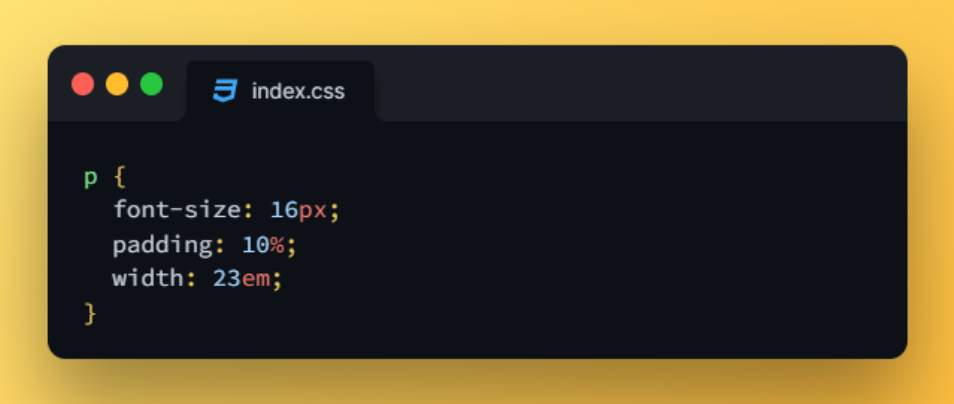 index.css
p {
  font-size: 16px;
  padding: 10%;
  width: 23em;
}